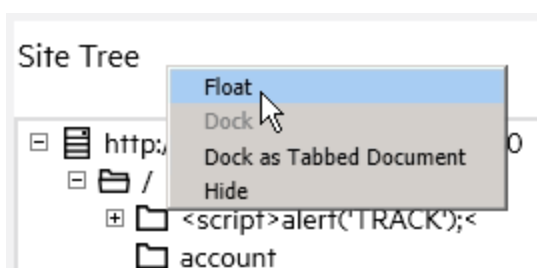 Site Tree
Float
Dock
http:/ 0
Dock as Tabbed Document
/
Hide
<script>alert('TRACK');<
account